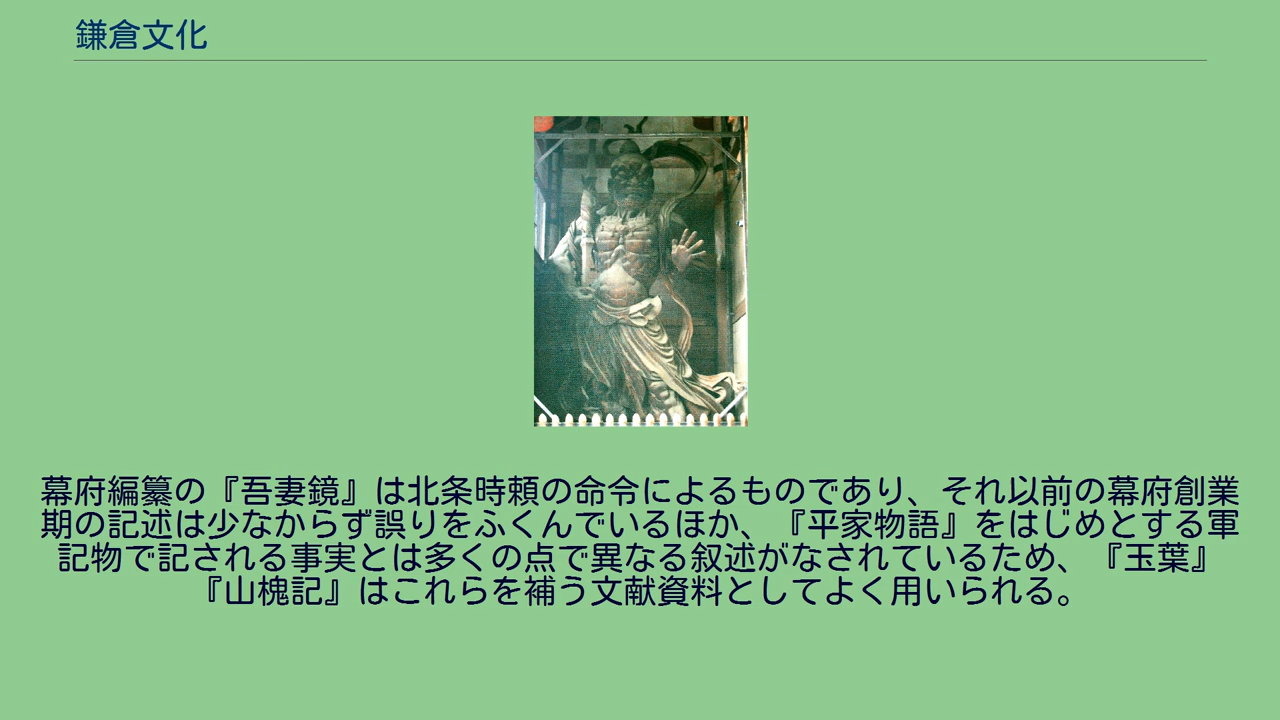 鎌倉文化
幕府編纂の『吾妻鏡』は北条時頼の命令によるものであり、それ以前の幕府創業
期の記述は少なからず誤りをふくんでいるほか、『平家物語』をはじめとする軍
記物で記される事実とは多くの点で異なる叙述がなされているため、『玉葉』
『山槐記』はこれらを補う文献資料としてよく用いられる。